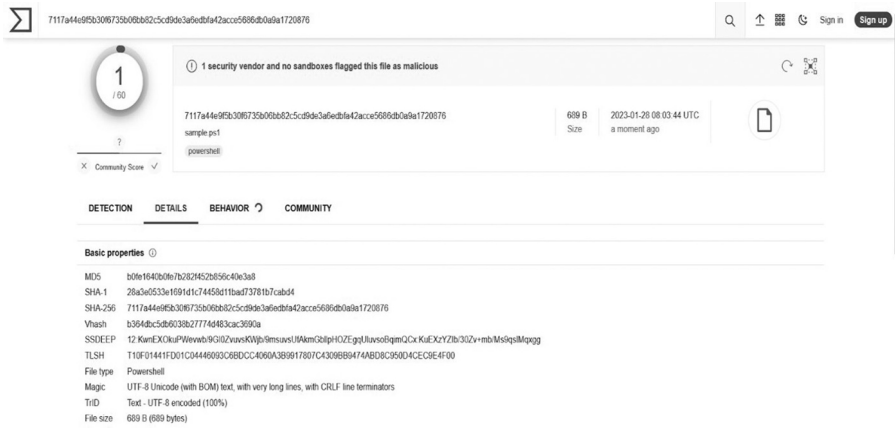 7117a44e9f5b30f6735b06bb82c5cd9de3a6edbfa42acce5686db0a9a1720876
Sign in
Sign up
1
/ 60
1 security vendor and no sandboxes flagged this file as malicious
7117a44e9f5b30f6735b06bb82c5cd9de3a6edbfa42acce5686db0a9a1720876
sample.ps1
powershell
689 B
Size
2023-01-28 08:03:44 UTC
a moment ago
?
X Community Score ✓
DETECTION DETAILS BEHAVIOR COMMUNITY
Basic properties
MD5 b0fe1640b0fe7b282f452b856c40e3a8
SHA-1 28a3e0533e1691d1c74458d11bad73781b7cabd4
SHA-256 7117a44e9f5b30f6735b06bb82c5cd9de3a6edbfa42acce5686db0a9a1720876
Vhash b364dbc5db6038b27774d483cac3690a
SSDEEP
TLSH T10F01441FD01C04446093C6BDCC4060A3B9917807C4309BB9474ABD8C950D4CEC9E4F00
File type Powershell
Magic UTF-8 Unicode (with BOM) text, with very long lines, with CRLF line terminators
TrID Text - UTF-8 encoded (100%)
File size 689 B (689 bytes)